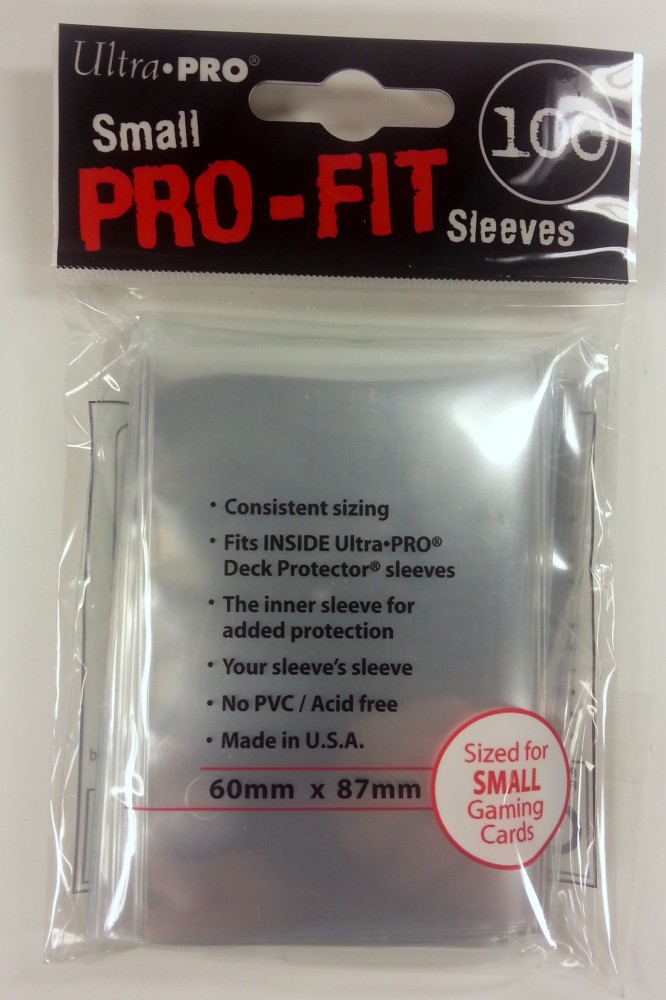 Ultra•PRO®
Small
100
PRO-FIT
Sleeves
• Consistent sizing
• Fits INSIDE Ultra•PRO®
Deck Protector® sleeves
• The inner sleeve for
added protection
• Your sleeve's sleeve
• No PVC / Acid free
• Made in U.S.A.
60mm x 87mm
Sized for
SMALL
Gaming
Cards